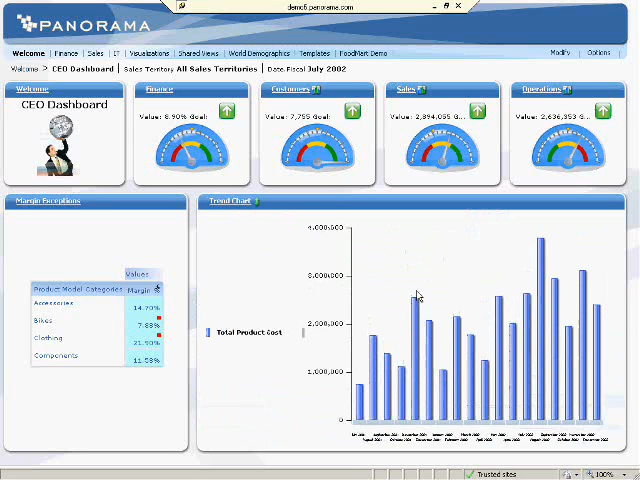 demo6.panorama.com
PANORAMA
Welcome | Finance | Sales | IT | Visualizations | Shared Views | World Demographics | Templates | FoodMart Demo
Modify | Options |
Welcome > CEO Dashboard | Sales Territory All Sales Territories | Date.Fiscal July 2002
Welcome
CEO Dashboard
Finance
Value: 8.90% Goal:
Customers
Value: 7,755 Goal:
Sales
Value: 2,894,055 G...
Operations
Value: 2,636,353 G...
Margin Exceptions
Values
Product Model Categories Margin %
Accessories 14.70%
Bikes 7.88%
Clothing 21.90%
Components 11.58%
Trend Chart
4,000,000
3,000,000
2,000,000
1,000,000
0
Total Product Cost
Trusted sites
100%